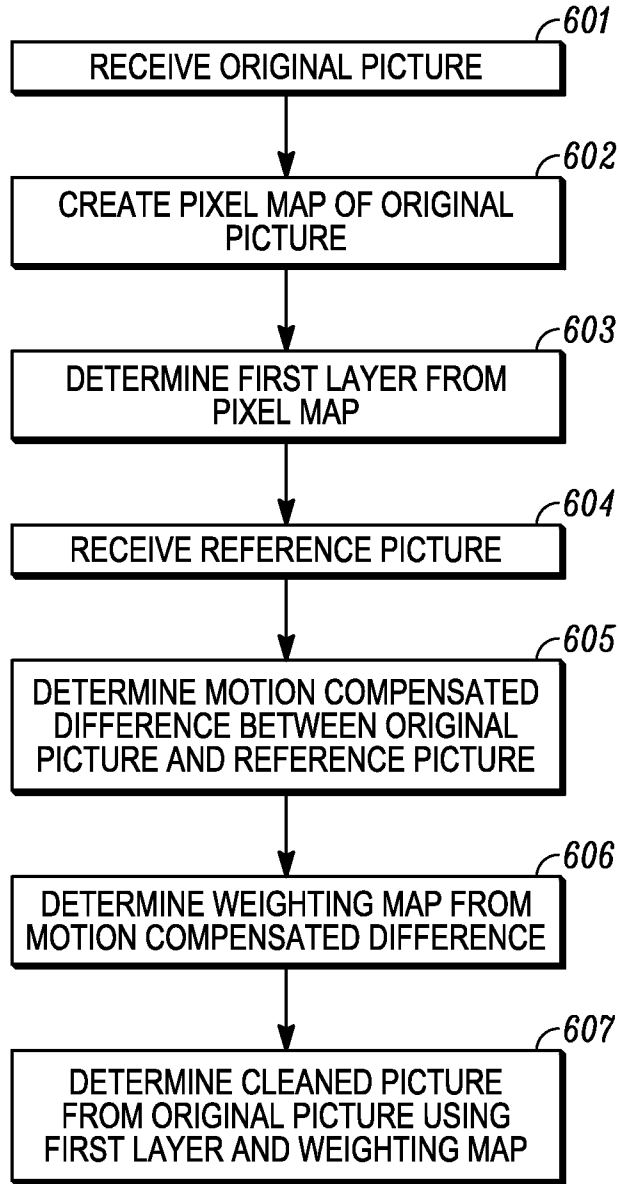 601
RECEIVE ORIGINAL PICTURE
602
CREATE PIXEL MAP OF ORIGINAL
PICTURE
603
DETERMINE FIRST LAYER FROM
PIXEL MAP
604
RECEIVE REFERENCE PICTURE
605
DETERMINE MOTION COMPENSATED
DIFFERENCE BETWEEN ORIGINAL
PICTURE AND REFERENCE PICTURE
606
DETERMINE WEIGHTING MAP FROM
MOTION COMPENSATED DIFFERENCE
607
DETERMINE CLEANED PICTURE
FROM ORIGINAL PICTURE USING
FIRST LAYER AND WEIGHTING MAP